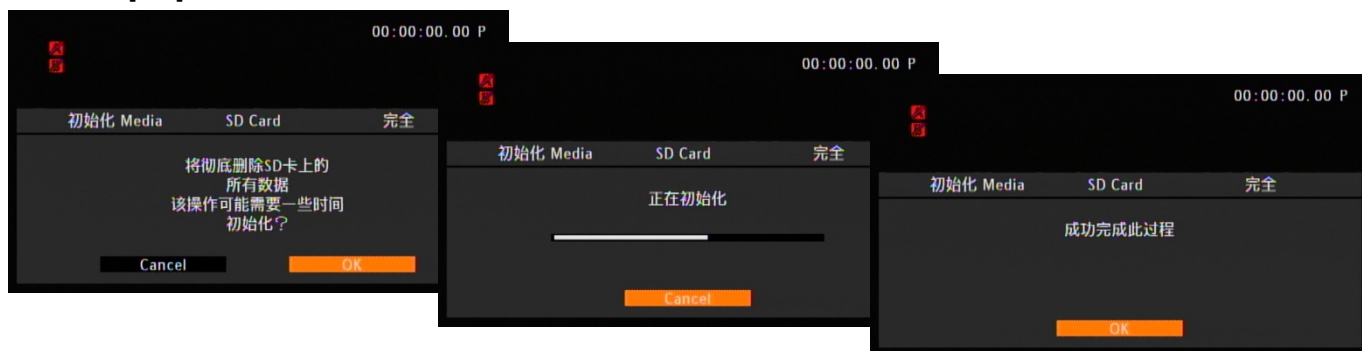 00:00:00.00 P
初始化 Media SD Card 完全
将彻底删除SD卡上的
所有数据
该操作可能需要一些时间
初始化?
Cancel OK
00:00:00.00 P
初始化 Media SD Card 完全
正在初始化
Cancel
00:00:00.00 P
初始化 Media SD Card 完全
成功完成此过程
OK